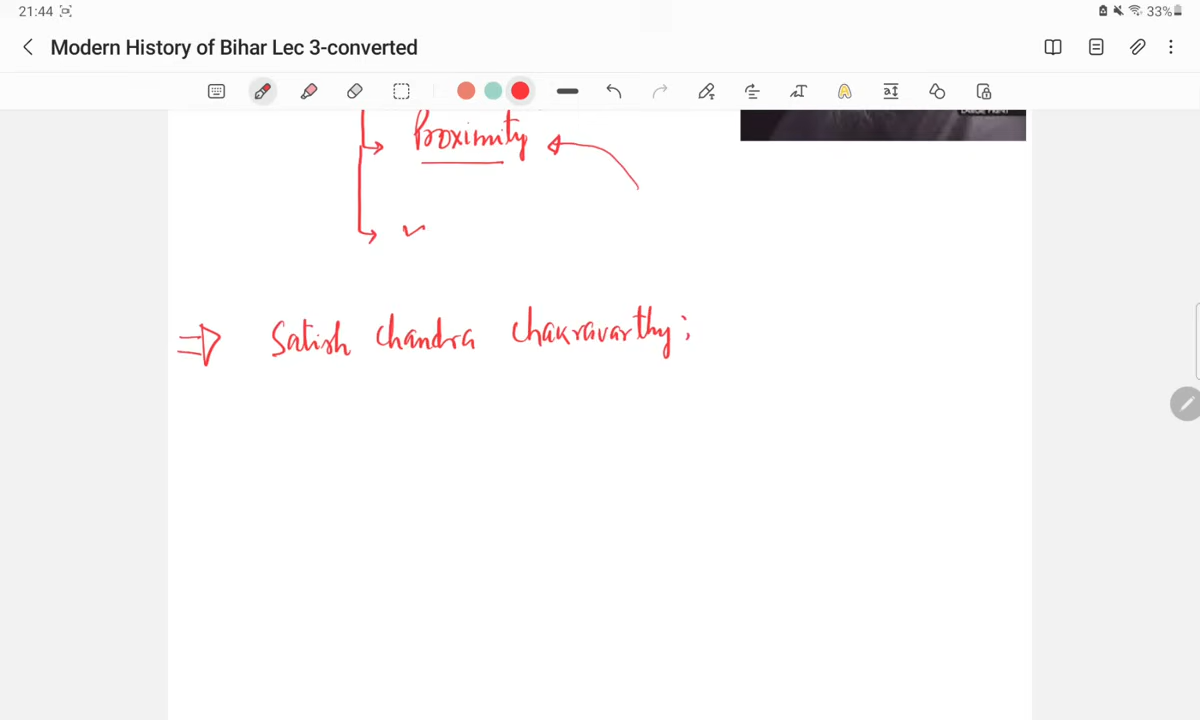 21:44 33%
Modern History of Bihar Lec 3-converted
Proximity
⇒ Satish Chandra Chakravarthy;